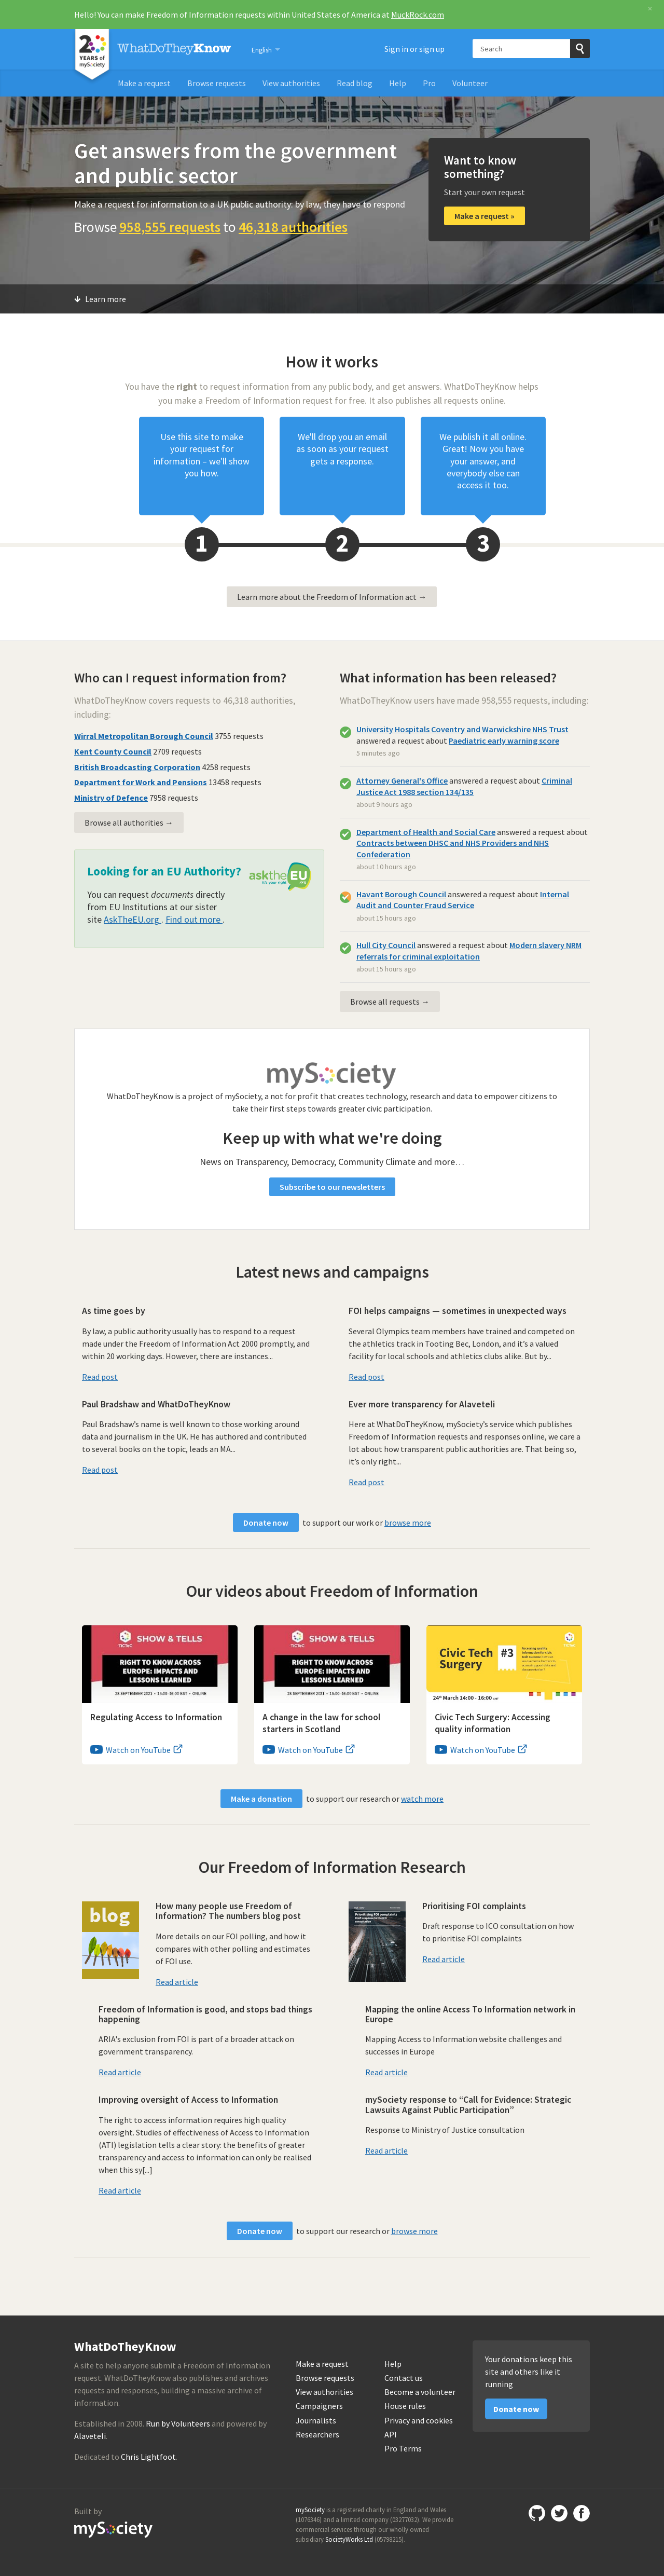 Hello! You can make Freedom of Information requests within United States of America at MuckRock.com
×
20
YEARS of
mySociety
WhatDoTheyKnow
English
Sign in or sign up
Search
Make a request
Browse requests
View authorities
Read blog
Help
Pro
Volunteer
Get answers from the government
and public sector
Make a request for information to a UK public authority: by law, they have to respond
Browse 958,555 requests to 46,318 authorities
Want to know
something?
Start your own request
Make a request »
Learn more
How it works
You have the right to request information from any public body, and get answers. WhatDoTheyKnow helps
you make a Freedom of Information request for free. It also publishes all requests online.
Use this site to make
your request for
information – we'll show
you how.
We'll drop you an email
as soon as your request
gets a response.
We publish it all online.
Great! Now you have
your answer, and
everybody else can
access it too.
1
2
3
Learn more about the Freedom of Information act →
Who can I request information from?
WhatDoTheyKnow covers requests to 46,318 authorities,
including:
Wirral Metropolitan Borough Council 3755 requests
Kent County Council 2709 requests
British Broadcasting Corporation 4258 requests
Department for Work and Pensions 13458 requests
Ministry of Defence 7958 requests
Browse all authorities →
Looking for an EU Authority?
asktheEU
it's your right
You can request documents directly
from EU Institutions at our sister
site AskTheEU.org . Find out more .
What information has been released?
WhatDoTheyKnow users have made 958,555 requests, including:
University Hospitals Coventry and Warwickshire NHS Trust
answered a request about Paediatric early warning score
5 minutes ago
Attorney General's Office answered a request about Criminal
Justice Act 1988 section 134/135
about 9 hours ago
Department of Health and Social Care answered a request about
Contracts between DHSC and NHS Providers and NHS
Confederation
about 10 hours ago
Havant Borough Council answered a request about Internal
Audit and Counter Fraud Service
about 15 hours ago
Hull City Council answered a request about Modern slavery NRM
referrals for criminal exploitation
about 15 hours ago
Browse all requests →
mySociety
WhatDoTheyKnow is a project of mySociety, a not for profit that creates technology, research and data to empower citizens to
take their first steps towards greater civic participation.
Keep up with what we're doing
News on Transparency, Democracy, Community Climate and more…
Subscribe to our newsletters
Latest news and campaigns
As time goes by
By law, a public authority usually has to respond to a request
made under the Freedom of Information Act 2000 promptly, and
within 20 working days. However, there are instances...
Read post
FOI helps campaigns — sometimes in unexpected ways
Several Olympics team members have trained and competed on
the athletics track in Tooting Bec, London, and it’s a valued
facility for local schools and athletics clubs alike. But by...
Read post
Paul Bradshaw and WhatDoTheyKnow
Paul Bradshaw’s name is well known to those working around
data and journalism in the UK. He has authored and contributed
to several books on the topic, leads an MA...
Read post
Ever more transparency for Alaveteli
Here at WhatDoTheyKnow, mySociety’s service which publishes
Freedom of Information requests and responses online, we care a
lot about how transparent public authorities are. That being so,
it’s only right...
Read post
Donate now to support our work or browse more
Our videos about Freedom of Information
TICTeC
SHOW & TELLS
RIGHT TO KNOW ACROSS
EUROPE: IMPACTS AND
LESSONS LEARNED
Regulating Access to Information
Watch on YouTube
TICTeC
SHOW & TELLS
RIGHT TO KNOW ACROSS
EUROPE: IMPACTS AND
LESSONS LEARNED
A change in the law for school
starters in Scotland
Watch on YouTube
Civic Tech
Surgery
#3
24th March 14:00 - 16:00
Civic Tech Surgery: Accessing
quality information
Watch on YouTube
Make a donation to support our research or watch more
Our Freedom of Information Research
blog
How many people use Freedom of
Information? The numbers blog post
More details on our FOI polling, and how it
compares with other polling and estimates
of FOI use.
Read article
Prioritising FOI complaints
Prioritising FOI complaints
Draft response to ICO consultation on how
to prioritise FOI complaints
Read article
Freedom of Information is good, and stops bad things
happening
ARIA's exclusion from FOI is part of a broader attack on
government transparency.
Read article
Mapping the online Access To Information network in
Europe
Mapping Access to Information website challenges and
successes in Europe
Read article
Improving oversight of Access to Information
The right to access information requires high quality
oversight. Studies of effectiveness of Access to Information
(ATI) legislation tells a clear story: the benefits of greater
transparency and access to information can only be realised
when this sy[...]
Read article
mySociety response to “Call for Evidence: Strategic
Lawsuits Against Public Participation”
Response to Ministry of Justice consultation
Read article
Donate now to support our research or browse more
WhatDoTheyKnow
A site to help anyone submit a Freedom of Information
request. WhatDoTheyKnow also publishes and archives
requests and responses, building a massive archive of
information.
Established in 2008. Run by Volunteers and powered by
Alaveteli.
Dedicated to Chris Lightfoot.
Make a request
Browse requests
View authorities
Campaigners
Journalists
Researchers
Help
Contact us
Become a volunteer
House rules
Privacy and cookies
API
Pro Terms
Your donations keep this
site and others like it
running
Donate now
Built by
mySociety
mySociety is a registered charity in England and Wales
(1076346) and a limited company (03277032). We provide
commercial services through our wholly owned
subsidiary SocietyWorks Ltd (05798215).